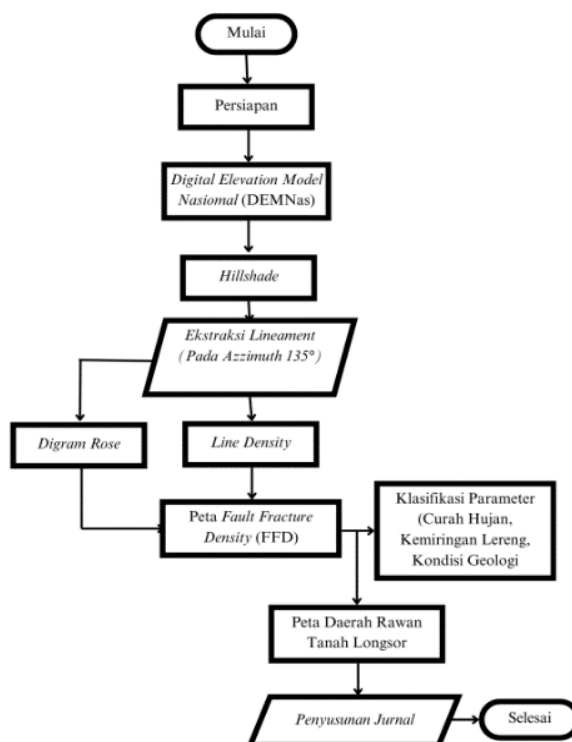 Mulai
Persiapan
Digital Elevation Model
Nasiomal (DEMNas)
Hillshade
Ekstraksi Lineament
(Pada Azzimuth 135°)
Digram Rose
Line Density
Peta Fault Fracture
Density (FFD)
Klasifikasi Parameter
(Curah Hujan,
Kemiringan Lereng,
Kondisi Geologi
Peta Daerah Rawan
Tanah Longsor
Penyusunan Jurnal
Selesai